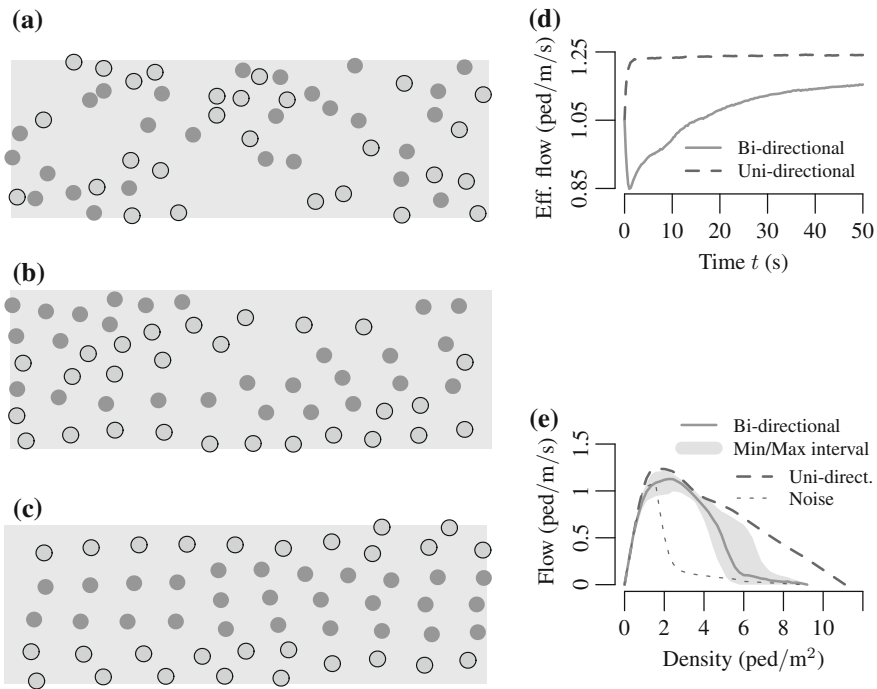 (a)
(b)
(c)
(d)
Eff. flow (ped/m/s)
1.25
1.05
0.85
Bi-directional
Uni-directional
0 10 20 30 40 50
Time t (s)
(e)
Bi-directional
Min/Max interval
Uni-direct.
Noise
Flow (ped/m/s)
1.5
1
0.5
0
0 2 4 6 8 10
Density (ped/m²)